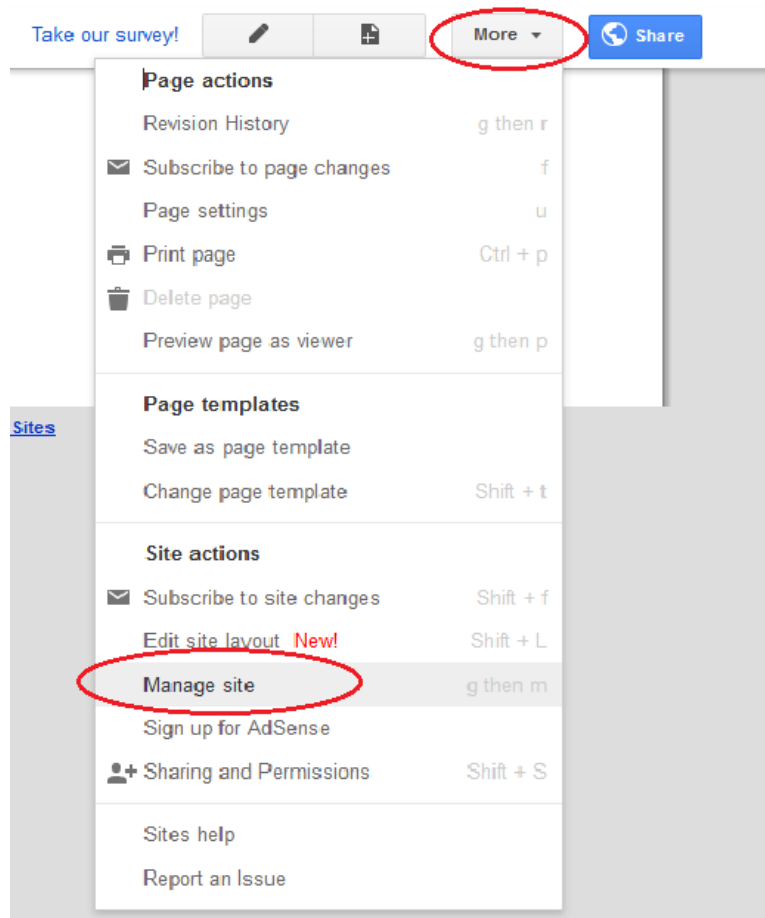 Take our survey! More Share
Page actions
Revision History g then r
Subscribe to page changes f
Page settings u
Print page Ctrl + p
Delete page
Preview page as viewer g then p
Page templates
Sites
Save as page template
Change page template Shift + t
Site actions
Subscribe to site changes Shift + f
Edit site layout New! Shift + L
Manage site g then m
Sign up for AdSense
Sharing and Permissions Shift + S
Sites help
Report an Issue